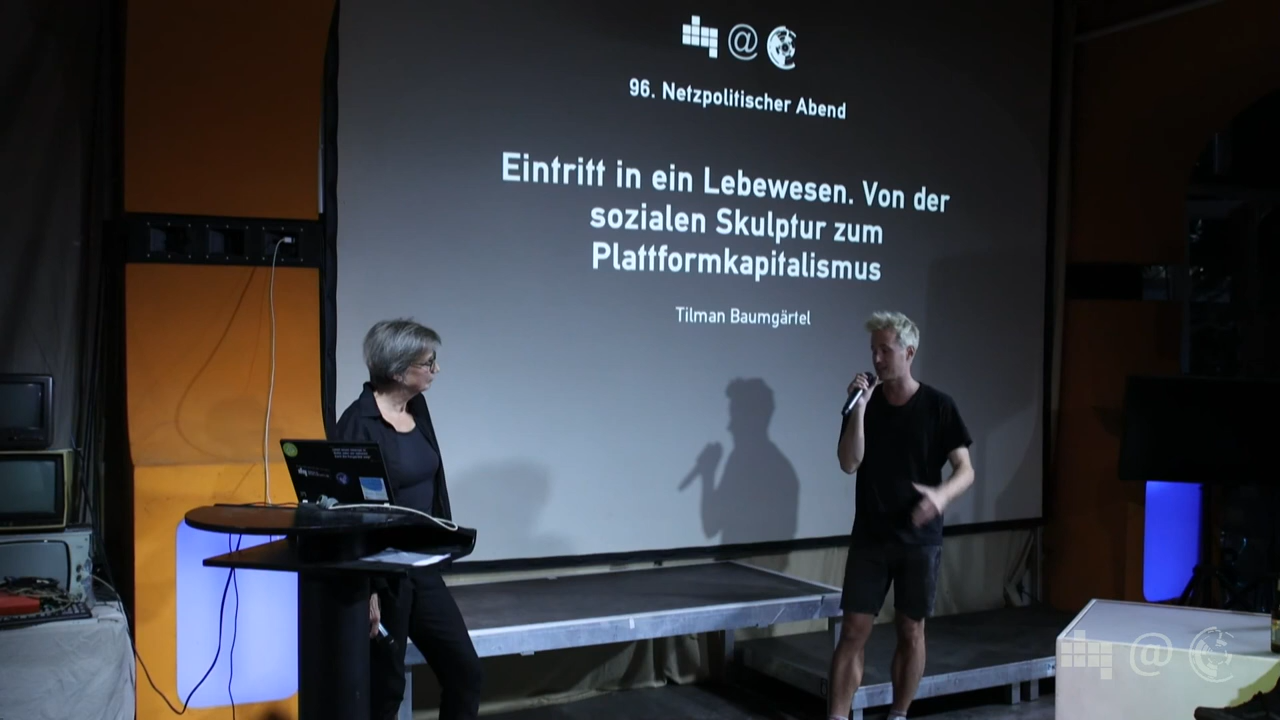 @
96. Netzpolitischer Abend
Eintritt in ein Lebewesen. Von der
sozialen Skulptur zum
Plattformkapitalismus
Tilman Baumgärtel
@